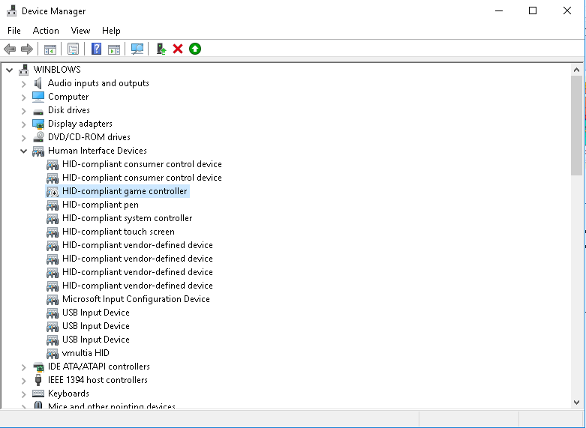 Device Manager
File Action View Help
WINBLOWS
Audio inputs and outputs
Computer
Disk drives
Display adapters
DVD/CD-ROM drives
Human Interface Devices
HID-compliant consumer control device
HID-compliant consumer control device
HID-compliant game controller
HID-compliant pen
HID-compliant system controller
HID-compliant touch screen
HID-compliant vendor-defined device
HID-compliant vendor-defined device
HID-compliant vendor-defined device
HID-compliant vendor-defined device
Microsoft Input Configuration Device
USB Input Device
USB Input Device
USB Input Device
vmultia HID
IDE ATA/ATAPI controllers
IEEE 1394 host controllers
Keyboards
Mice and other pointing devices